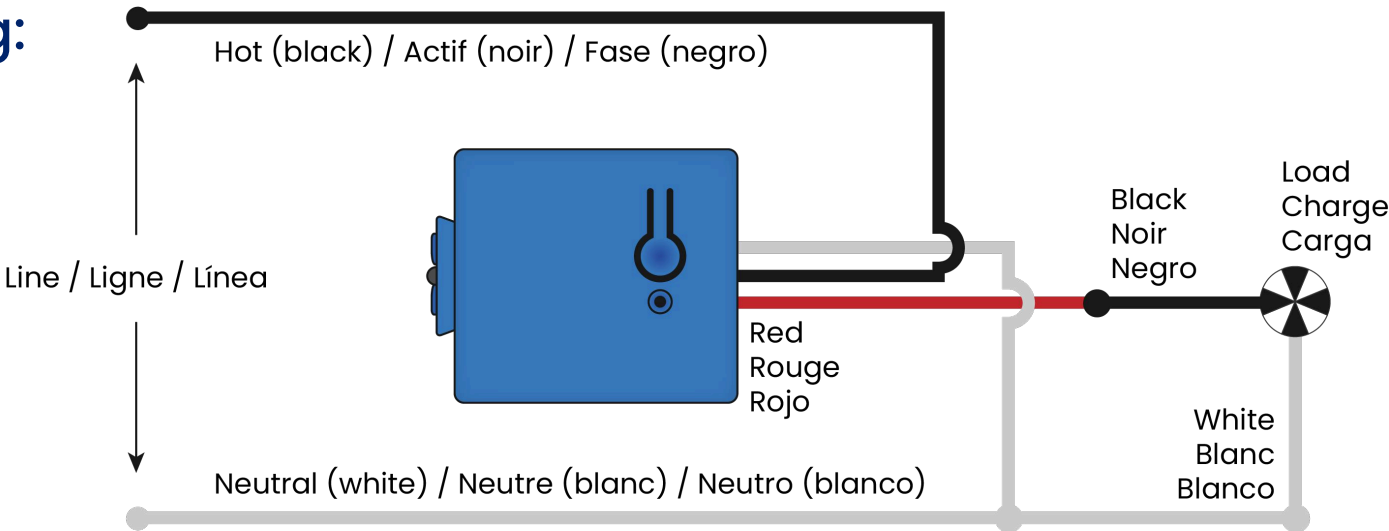 g:
Hot (black) / Actif (noir) / Fase (negro)
Line / Ligne / Línea
Black
Noir
Negro
Load
Charge
Carga
Red
Rouge
Rojo
White
Blanc
Blanco
Neutral (white) / Neutre (blanc) / Neutro (blanco)